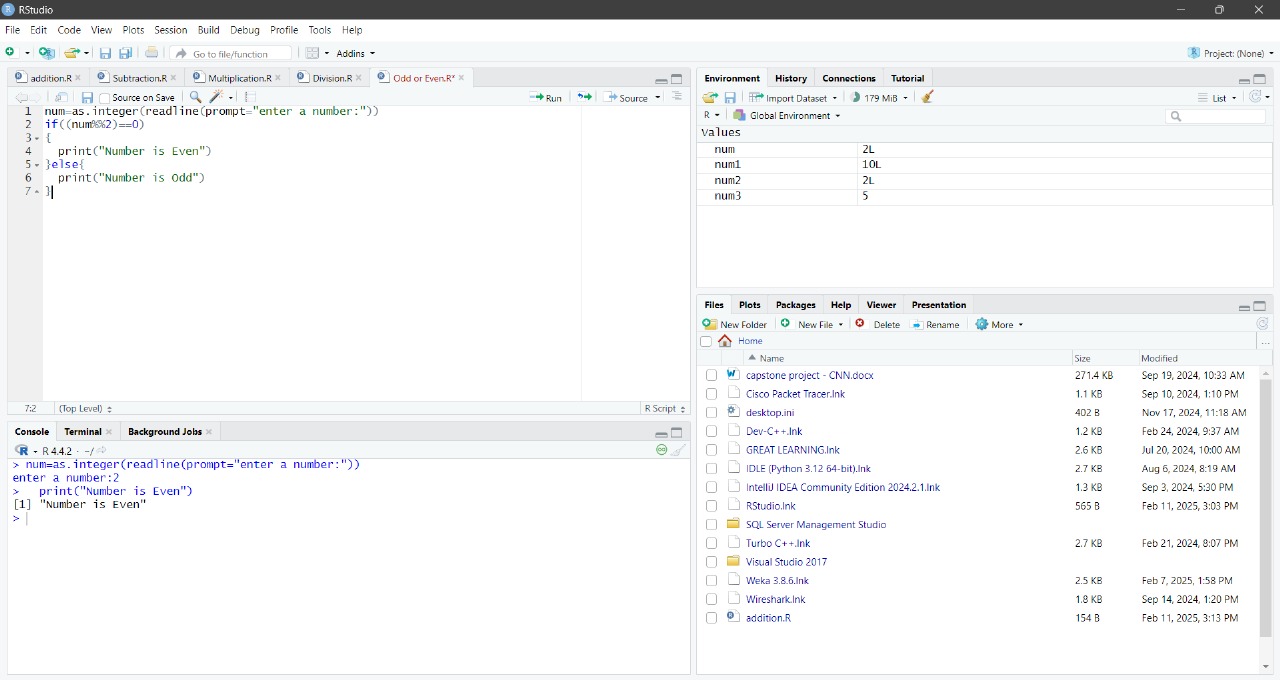 RStudio
File Edit Code View Plots Session Build Debug Profile Tools Help
Go to file/function Addins Project: (None)
addition.R Subtraction.R Multiplication.R Division.R Odd or Even.R*
Source on Save Run Source
1 num=as.integer(readline(prompt="enter a number:"))
2 if((num%%2)==0)
3 {
4 print("Number is Even")
5 }else{
6 print("Number is Odd")
7 }
7:2 (Top Level) R Script
Console Terminal Background Jobs
R R 4.4.2 · ~/
> num=as.integer(readline(prompt="enter a number:"))
enter a number:2
> print("Number is Even")
[1] "Number is Even"
>
Environment History Connections Tutorial
Import Dataset 179 MiB List
R Global Environment
Values
num 2L
num1 10L
num2 2L
num3 5
Files Plots Packages Help Viewer Presentation
New Folder New File Delete Rename More
Home ...
Name Size Modified
capstone project - CNN.docx 271.4 KB Sep 19, 2024, 10:33 AM
Cisco Packet Tracer.lnk 1.1 KB Sep 10, 2024, 1:10 PM
desktop.ini 402 B Nov 17, 2024, 11:18 AM
Dev-C++.lnk 1.2 KB Feb 24, 2024, 9:37 AM
GREAT LEARNING.lnk 2.6 KB Jul 20, 2024, 10:00 AM
IDLE (Python 3.12 64-bit).lnk 2.7 KB Aug 6, 2024, 8:19 AM
IntelliJ IDEA Community Edition 2024.2.1.lnk 1.3 KB Sep 3, 2024, 5:30 PM
RStudio.lnk 565 B Feb 11, 2025, 3:03 PM
SQL Server Management Studio
Turbo C++.lnk 2.7 KB Feb 21, 2024, 8:07 PM
Visual Studio 2017
Weka 3.8.6.lnk 2.5 KB Feb 7, 2025, 1:58 PM
Wireshark.lnk 1.8 KB Sep 14, 2024, 1:20 PM
addition.R 154 B Feb 11, 2025, 3:13 PM